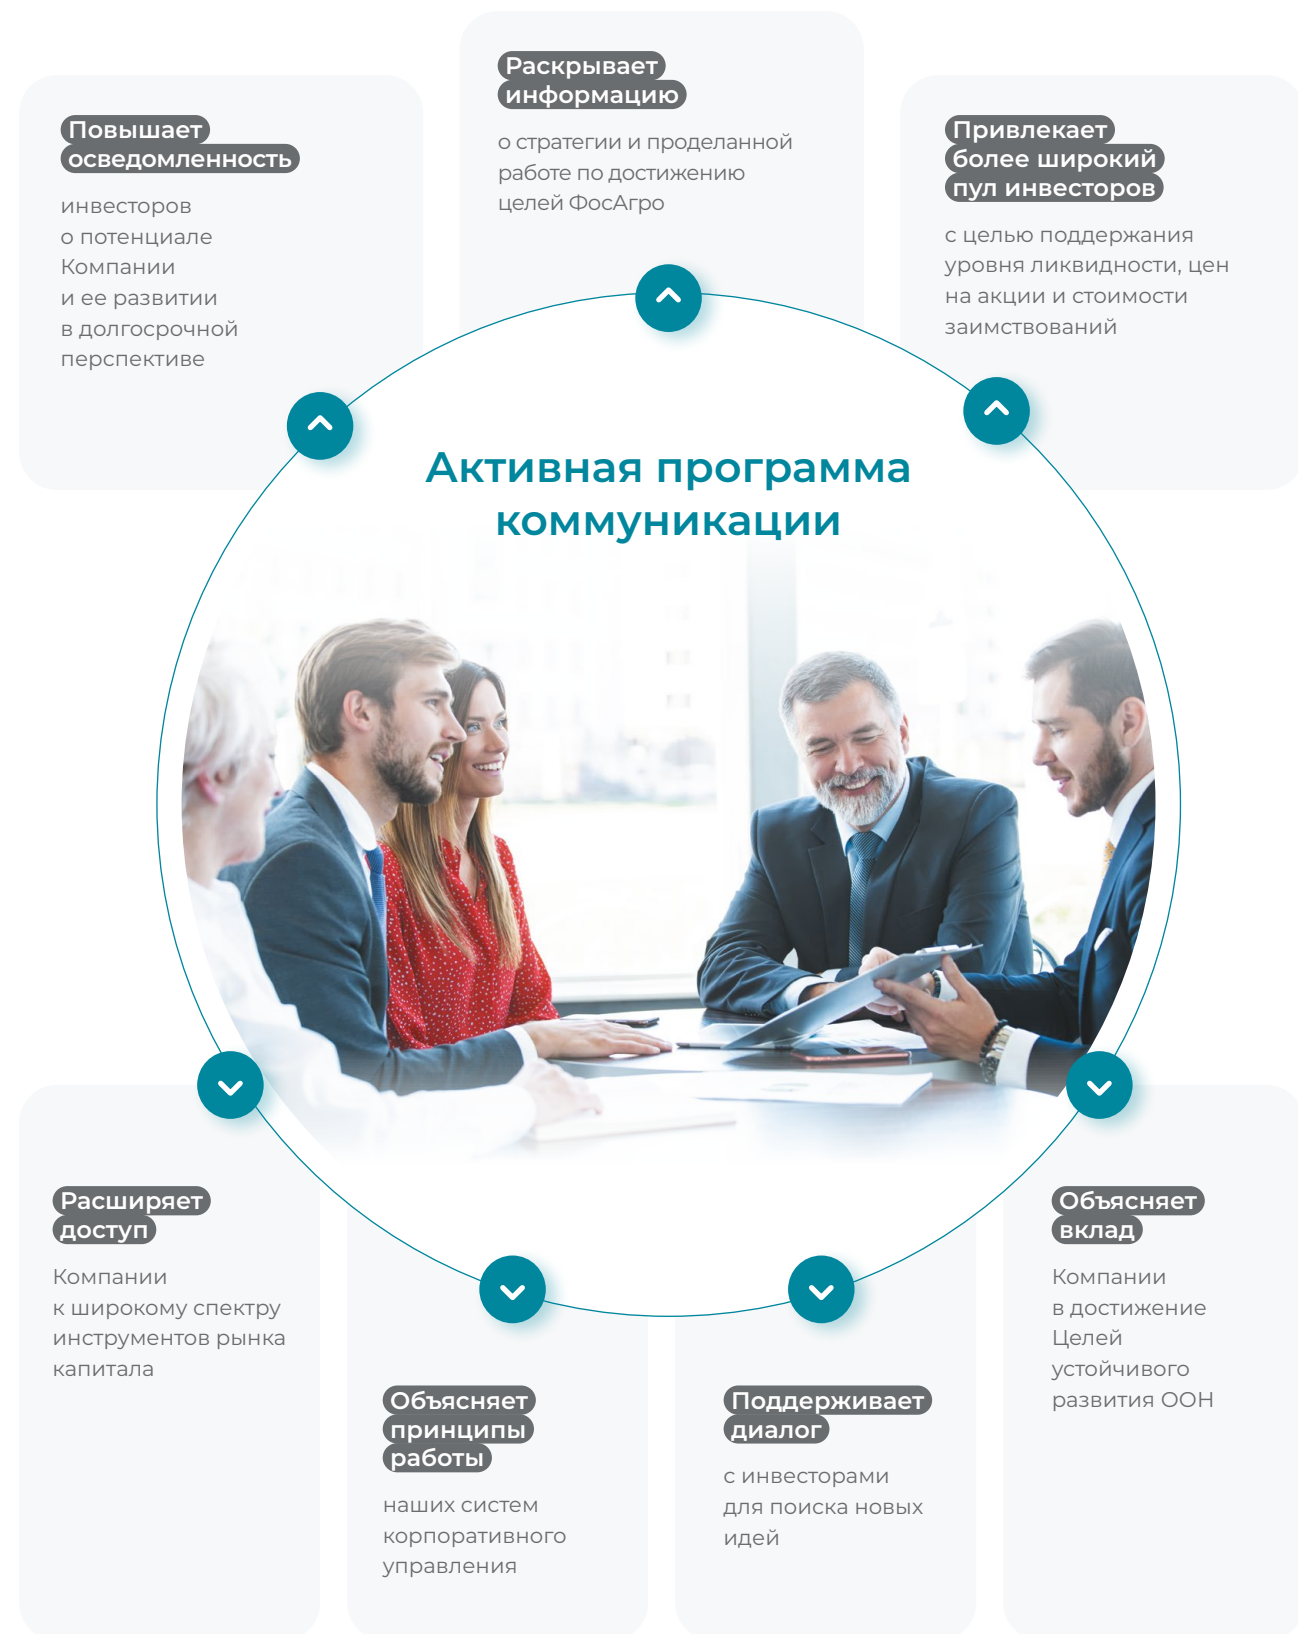 Повышает
осведомленность
инвесторов
о потенциале
Компании
и ее развитии
в долгосрочной
перспективе
Раскрывает
информацию
о стратегии и проделанной
работе по достижению
целей ФосАгро
Привлекает
более широкий
пул инвесторов
с целью поддержания
уровня ликвидности, цен
на акции и стоимости
заимствований
Активная программа
коммуникации
Расширяет
доступ
Компании
к широкому спектру
инструментов рынка
капитала
Объясняет
принципы
работы
наших систем
корпоративного
управления
Поддерживает
диалог
с инвесторами
для поиска новых
идей
Объясняет
вклад
Компании
в достижение
Целей
устойчивого
развития ООН